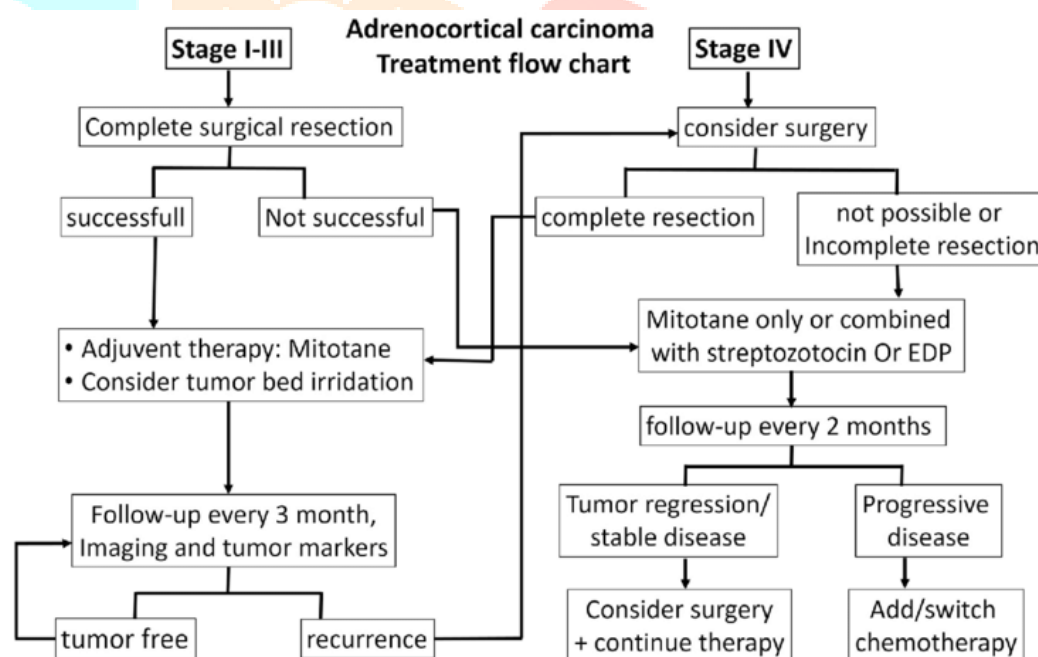 Adrenocortical carcinoma
Treatment flow chart
Stage I-III
Complete surgical resection
successfull
Not successful
• Adjuvent therapy: Mitotane
• Consider tumor bed irridation
Follow-up every 3 month,
Imaging and tumor markers
tumor free
recurrence
Stage IV
consider surgery
complete resection
not possible or
Incomplete resection
Mitotane only or combined
with streptozotocin Or EDP
follow-up every 2 months
Tumor regression/
stable disease
Progressive
disease
Consider surgery
+ continue therapy
Add/switch
chemotherapy